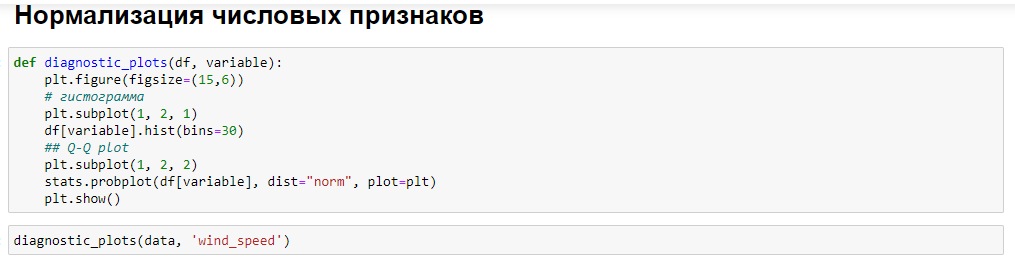 Нормализация числовых признаков
def diagnostic_plots(df, variable):
    plt.figure(figsize=(15,6))
    # гистограмма
    plt.subplot(1, 2, 1)
    df[variable].hist(bins=30)
    ## Q-Q plot
    plt.subplot(1, 2, 2)
    stats.probplot(df[variable], dist="norm", plot=plt)
    plt.show()
diagnostic_plots(data, 'wind_speed')